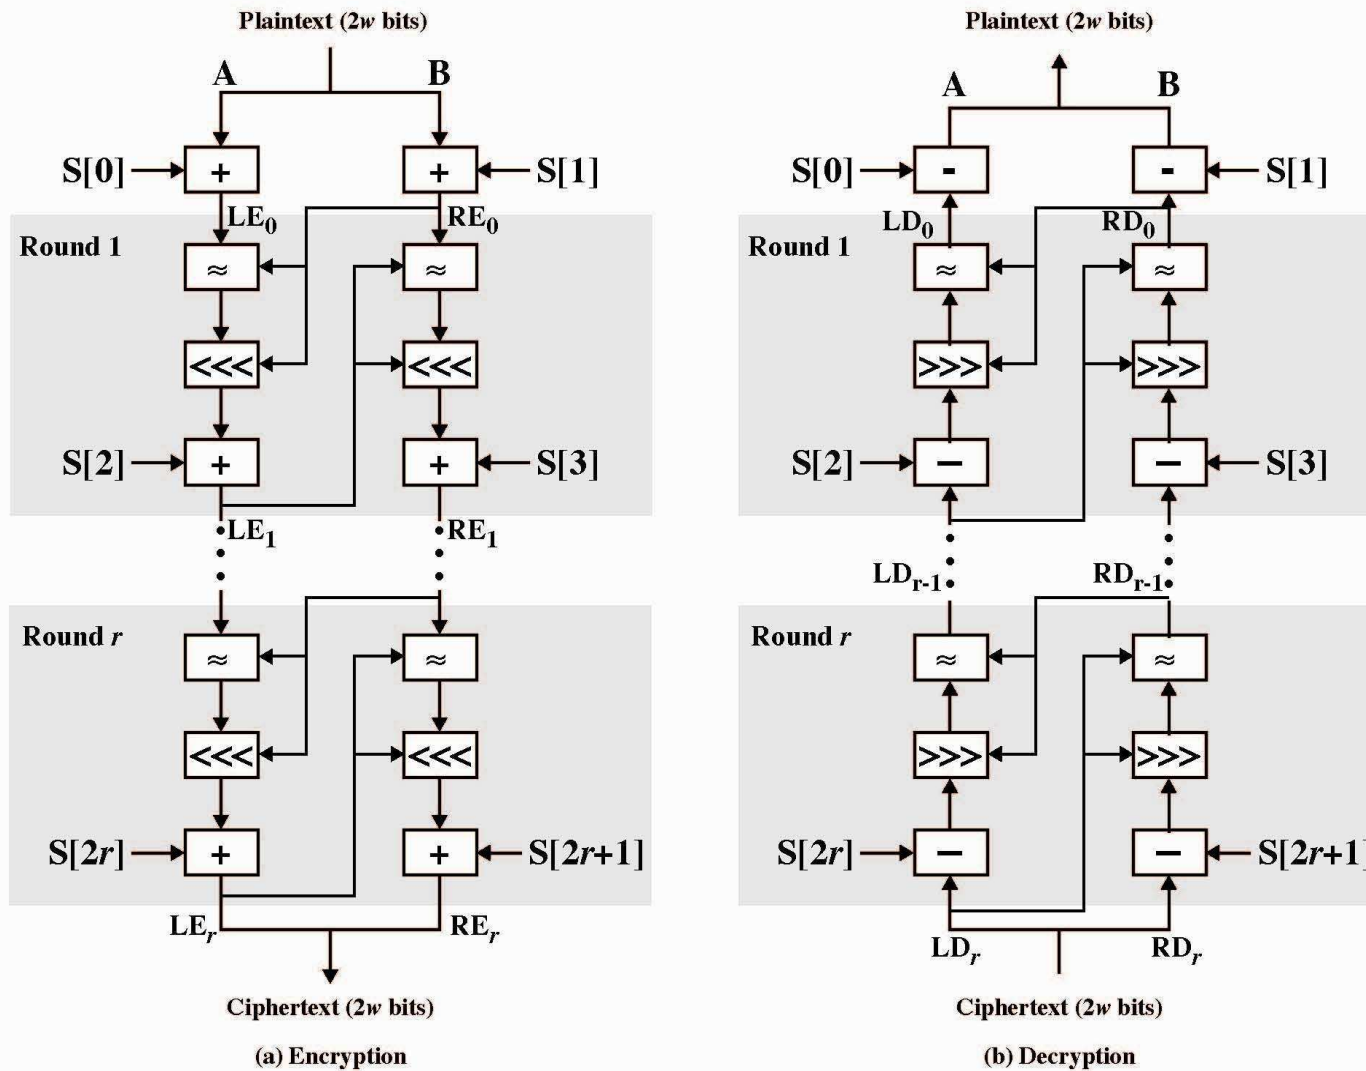 Plaintext (2w bits)
A B
S[0] + + S[1]
LE0 RE0
Round 1
≈ ≈
<<< <<<
S[2] + + S[3]
LE1 RE1
Round r
≈ ≈
<<< <<<
S[2r] + + S[2r+1]
LEr REr
Ciphertext (2w bits)
(a) Encryption
Plaintext (2w bits)
A B
S[0] - - S[1]
LD0 RD0
Round 1
≈ ≈
>>> >>>
S[2] − − S[3]
LDr-1 RDr-1
Round r
≈ ≈
>>> >>>
S[2r] − − S[2r+1]
LDr RDr
Ciphertext (2w bits)
(b) Decryption